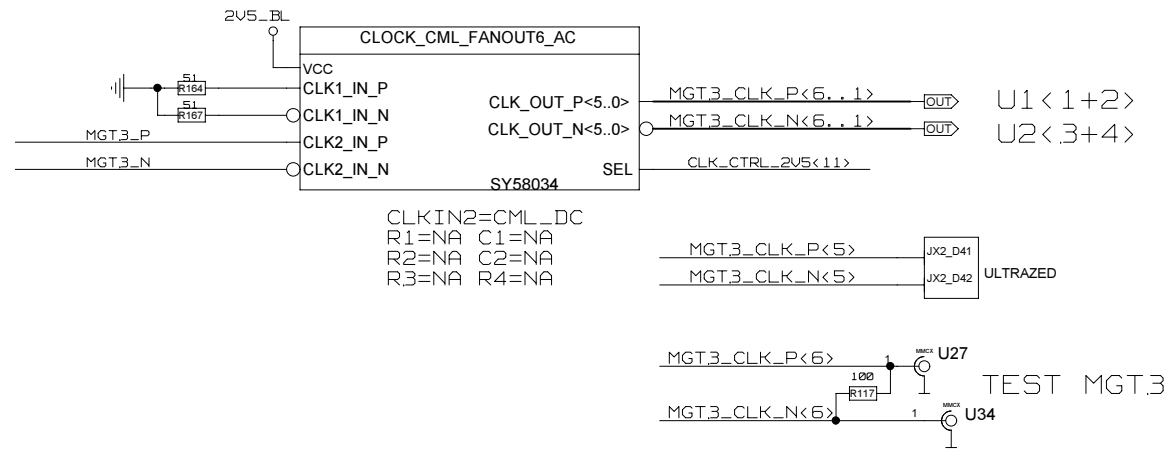 2V5_BL
CLOCK_CML_FANOUT6_AC
VCC
51
R164
CLK1_IN_P
51
R167
CLK1_IN_N
MGT3_P
CLK2_IN_P
MGT3_N
CLK2_IN_N
CLK_OUT_P<5..0>
MGT3_CLK_P<6..1>
OUT
U1<1+2>
CLK_OUT_N<5..0>
MGT3_CLK_N<6..1>
OUT
U2<3+4>
SEL
CLK_CTRL_2V5<11>
SY58034
CLKIN2=CML_DC
R1=NA C1=NA
R2=NA C2=NA
R3=NA R4=NA
MGT3_CLK_P<5>
JX2_D41
MGT3_CLK_N<5>
JX2_D42
ULTRAZED
MGT3_CLK_P<6>
1
MMCX
U27
100
R117
TEST MGT3
MGT3_CLK_N<6>
1
MMCX
U34